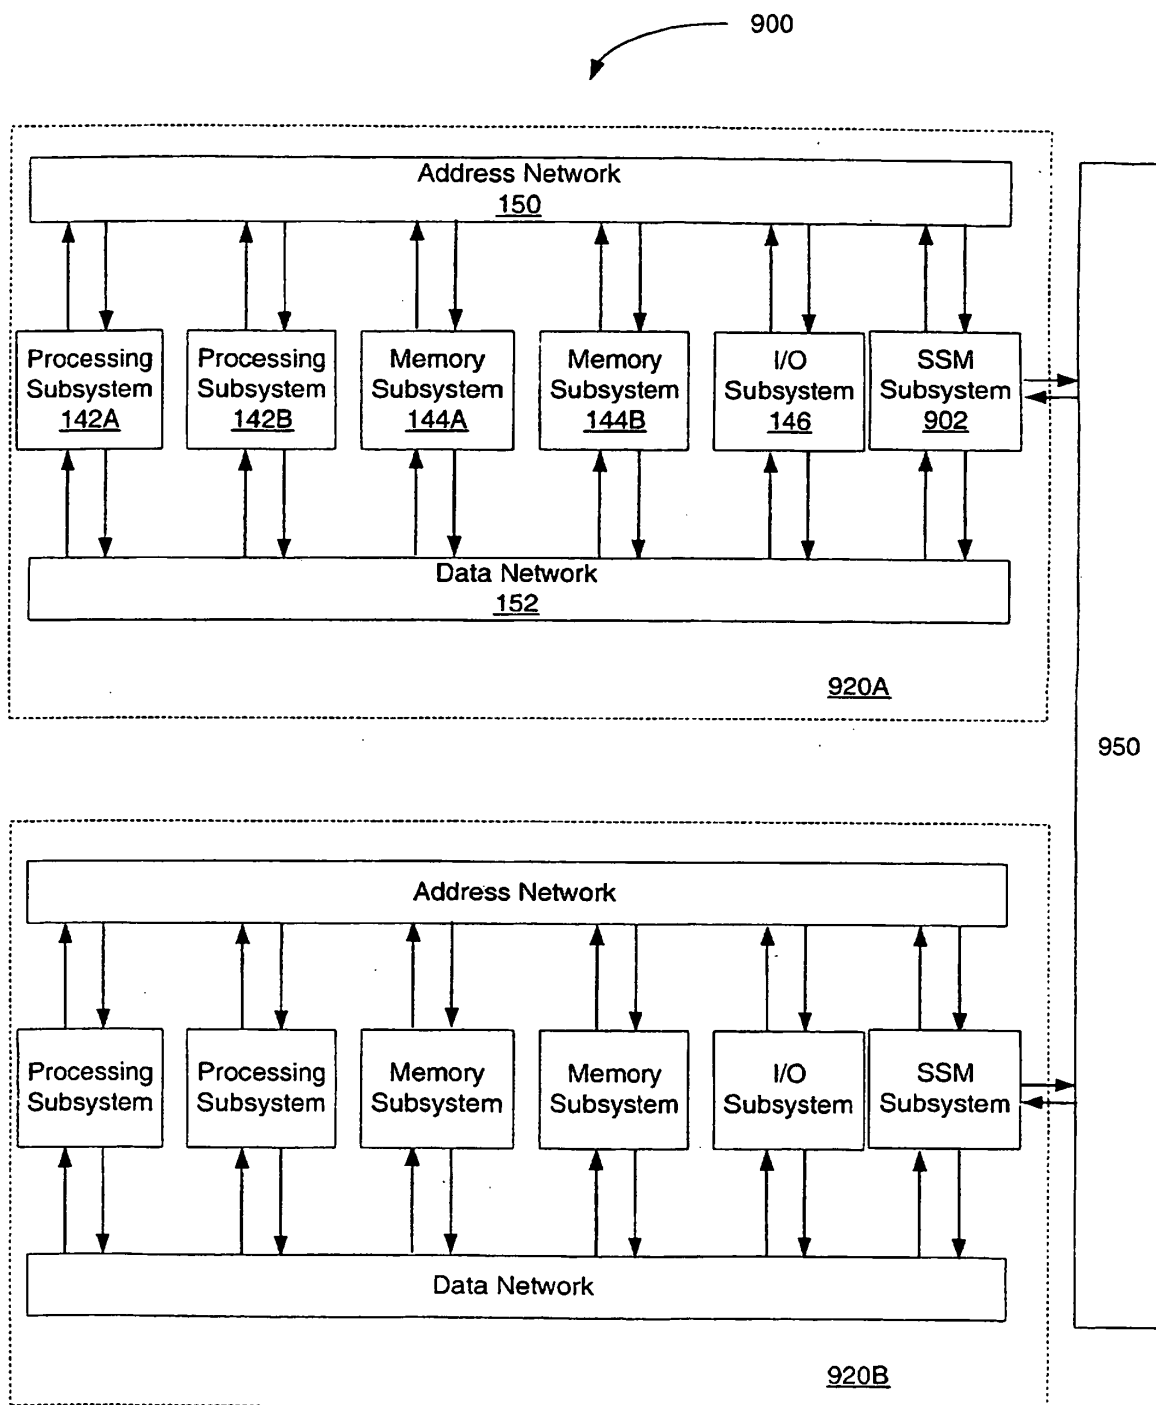 900
Address Network
150
Processing
Subsystem
142A
Processing
Subsystem
142B
Memory
Subsystem
144A
Memory
Subsystem
144B
I/O
Subsystem
146
SSM
Subsystem
902
Data Network
152
920A
950
Address Network
Processing
Subsystem
Processing
Subsystem
Memory
Subsystem
Memory
Subsystem
I/O
Subsystem
SSM
Subsystem
Data Network
920B